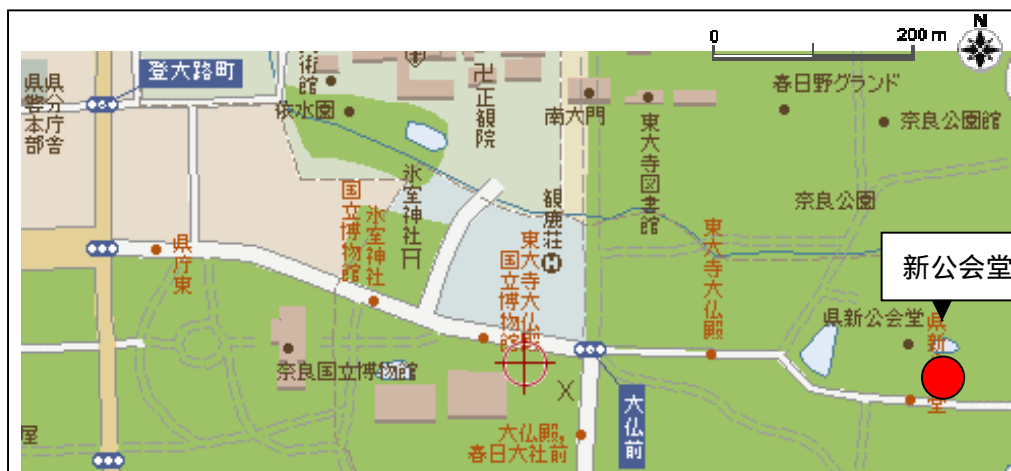 0
200 m
N
登大路町
術館
卍正観院
春日野グランド
県分庁舎
県警本部
依水園
南大門
奈良公園館
東大寺図書館
奈良公園
氷室神社
国立博物館
氷室神社
観鹿荘
H
県庁東
東大寺大仏殿
国立博物館
東大寺大仏殿
新公会堂
県新公会堂
県新
堂
奈良国立博物館
大仏前
大仏殿,
春日大社前
屋